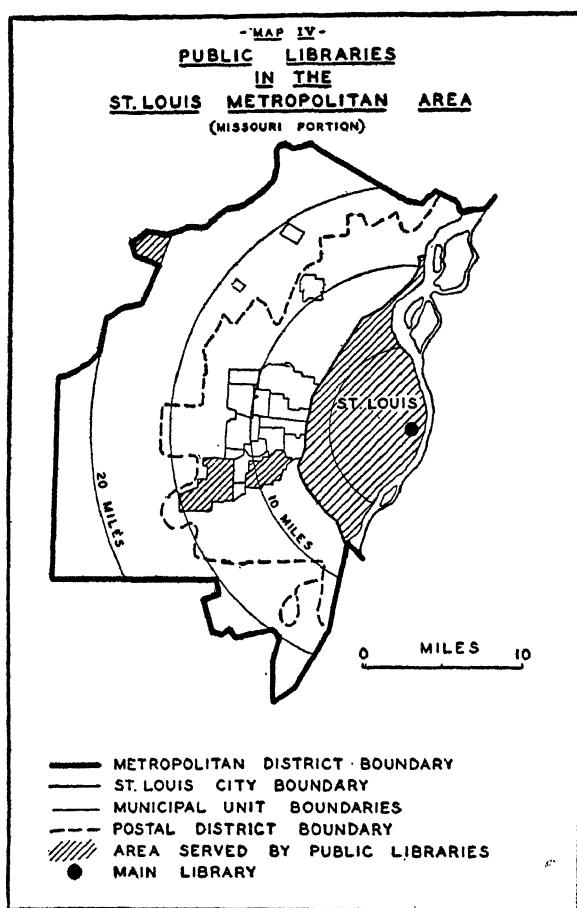 - MAP IV -
PUBLIC LIBRARIES
IN THE
ST. LOUIS METROPOLITAN AREA
(MISSOURI PORTION)
ST. LOUIS
20 MILES
10 MILES
MILES
0 10
METROPOLITAN DISTRICT BOUNDARY
ST. LOUIS CITY BOUNDARY
MUNICIPAL UNIT BOUNDARIES
POSTAL DISTRICT BOUNDARY
AREA SERVED BY PUBLIC LIBRARIES
MAIN LIBRARY